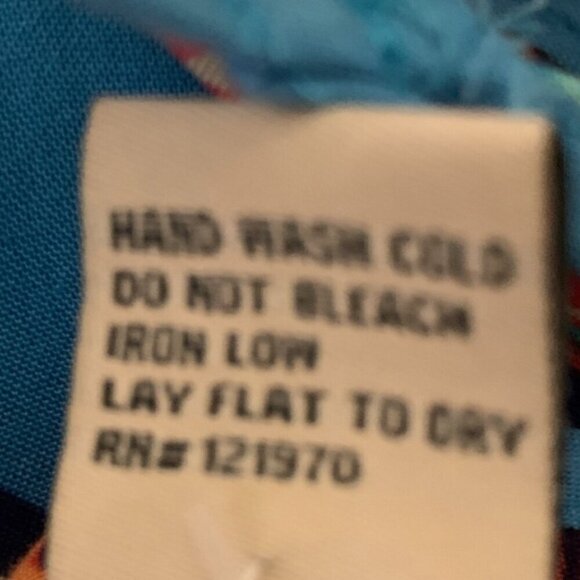 HAND WASH COLD
DO NOT BLEACH
IRON LOW
LAY FLAT TO DRY
RN# 121970